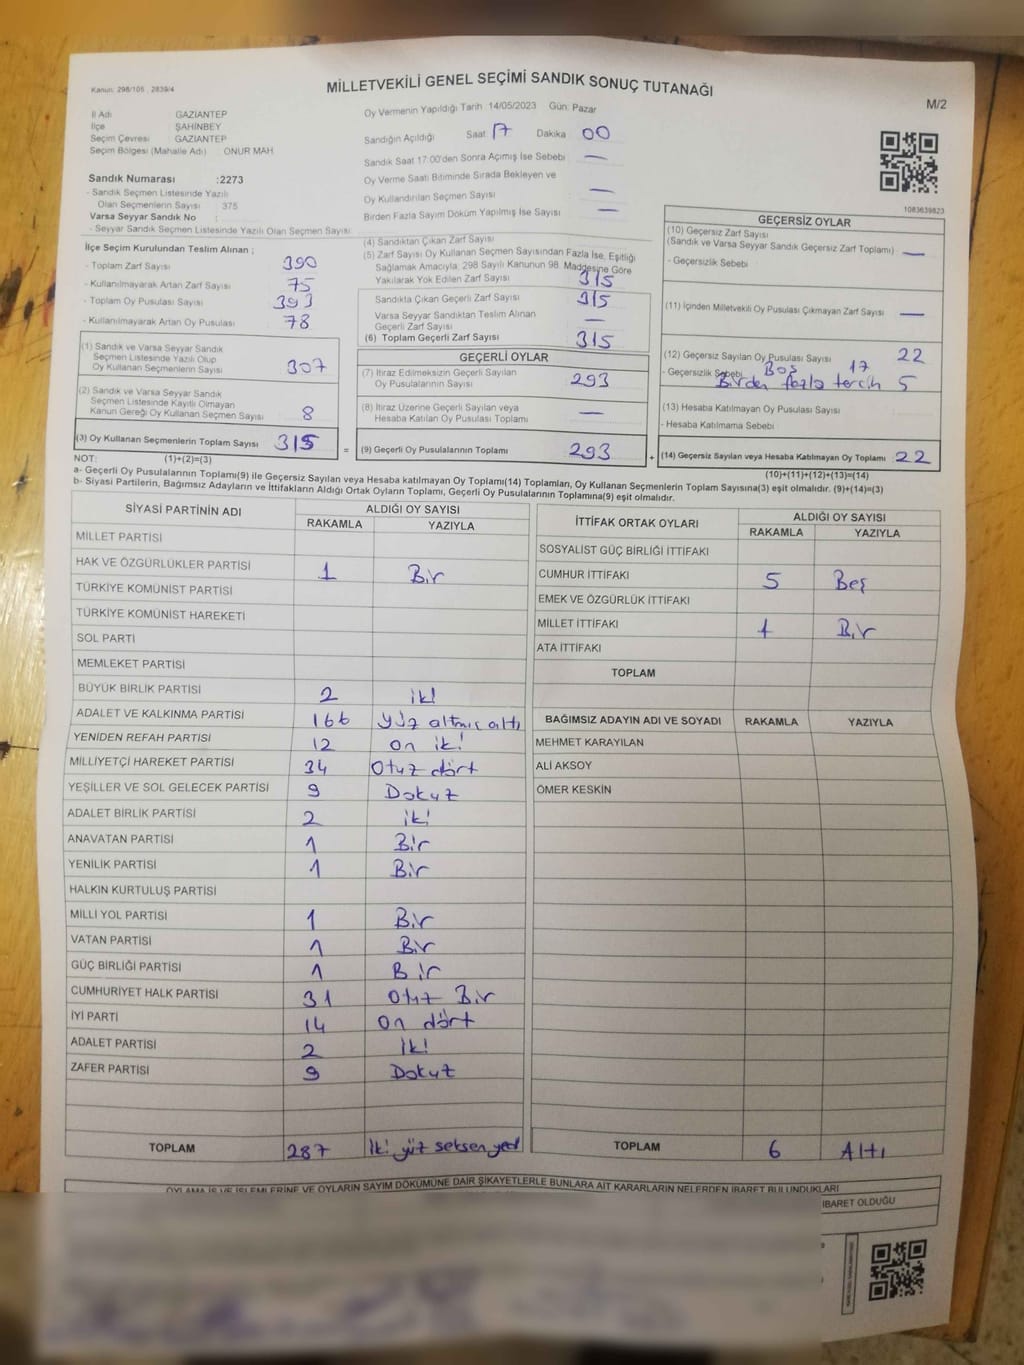 Kanun: 298/105 , 2839/4
MİLLETVEKİLİ GENEL SEÇİMİ SANDIK SONUÇ TUTANAĞI
M/2
İl Adı GAZİANTEP
İlçe ŞAHİNBEY
Seçim Çevresi GAZİANTEP
Seçim Bölgesi (Mahalle Adı) ONUR MAH.
Sandık Numarası :2273
- Sandık Seçmen Listesinde Yazılı
Olan Seçmenlerin Sayısı : 375
Varsa Seyyar Sandık No :
- Seyyar Sandık Seçmen Listesinde Yazılı Olan Seçmen Sayısı
Oy Vermenin Yapıldığı Tarih :14/05/2023 Gün: Pazar
Sandığın Açıldığı Saat 17 Dakika 00
Sandık Saat 17:00'den Sonra Açımış İse Sebebi —
Oy Verme Saati Bitiminde Sırada Bekleyen ve
Oy Kullandırılan Seçmen Sayısı —
Birden Fazla Sayım Döküm Yapılmış İse Sayısı —
1083639823
İlçe Seçim Kurulundan Teslim Alınan ;
- Toplam Zarf Sayısı 390
- Kullanılmayarak Artan Zarf Sayısı 75
- Toplam Oy Pusulası Sayısı 393
- Kullanılmayarak Artan Oy Pusulası 78
(1) Sandık ve Varsa Seyyar Sandık
Seçmen Listesinde Yazılı Olup
Oy Kullanan Seçmenlerin Sayısı 307
(2) Sandık ve Varsa Seyyar Sandık
Seçmen Listesinde Kayıtlı Olmayan
Kanun Gereği Oy Kullanan Seçmen Sayısı 8
(3) Oy Kullanan Seçmenlerin Toplam Sayısı 315
(4) Sandıktan Çıkan Zarf Sayısı
(5) Zarf Sayısı Oy Kullanan Seçmen Sayısından Fazla İse, Eşitliği
Sağlamak Amacıyla; 298 Sayılı Kanunun 98. Maddesine Göre
Yakılarak Yok Edilen Zarf Sayısı 315
Sandıkta Çıkan Geçerli Zarf Sayısı 315
Varsa Seyyar Sandıktan Teslim Alınan
Geçerli Zarf Sayısı —
(6) Toplam Geçerli Zarf Sayısı 315
GEÇERLİ OYLAR
(7) İtiraz Edilmeksizin Geçerli Sayılan
Oy Pusulalarının Sayısı 293
(8) İtiraz Üzerine Geçerli Sayılan veya
Hesaba Katılan Oy Pusulası Toplamı —
= (9) Geçerli Oy Pusulalarının Toplamı 293
GEÇERSİZ OYLAR
(10) Geçersiz Zarf Sayısı
(Sandık ve Varsa Seyyar Sandık Geçersiz Zarf Toplamı) —
- Geçersizlik Sebebi
(11) İçinden Milletvekili Oy Pusulası Çıkmayan Zarf Sayısı —
(12) Geçersiz Sayılan Oy Pusulası Sayısı 22
- Geçersizlik Sebebi Boş 17
Birden fazla tercih 5
(13) Hesaba Katılmayan Oy Pusulası Sayısı
- Hesaba Katılmama Sebebi
+ (14) Geçersiz Sayılan veya Hesaba Katılmayan Oy Toplamı 22
NOT: (1)+(2)=(3)
(10)+(11)+(12)+(13)=(14)
a- Geçerli Oy Pusulalarının Toplamı(9) ile Geçersiz Sayılan veya Hesaba katılmayan Oy Toplamı(14) Toplamları, Oy Kullanan Seçmenlerin Toplam Sayısına(3) eşit olmalıdır. (9)+(14)=(3)
b- Siyasi Partilerin, Bağımsız Adayların ve İttifakların Aldığı Ortak Oyların Toplamı, Geçerli Oy Pusulalarının Toplamına(9) eşit olmalıdır.
SİYASİ PARTİNİN ADI ALDIĞI OY SAYISI
RAKAMLA YAZIYLA
MİLLET PARTİSİ
HAK VE ÖZGÜRLÜKLER PARTİSİ 1 Bir
TÜRKİYE KOMÜNİST PARTİSİ
TÜRKİYE KOMÜNİST HAREKETİ
SOL PARTİ
MEMLEKET PARTİSİ
BÜYÜK BİRLİK PARTİSİ 2 iki
ADALET VE KALKINMA PARTİSİ 166 yüz altmış altı
YENİDEN REFAH PARTİSİ 12 on iki
MİLLİYETÇİ HAREKET PARTİSİ 34 Otuz dört
YEŞİLLER VE SOL GELECEK PARTİSİ 9 Dokuz
ADALET BİRLİK PARTİSİ 2 iki
ANAVATAN PARTİSİ 1 Bir
YENİLİK PARTİSİ 1 Bir
HALKIN KURTULUŞ PARTİSİ
MİLLİ YOL PARTİSİ 1 Bir
VATAN PARTİSİ 1 Bir
GÜÇ BİRLİĞİ PARTİSİ 1 Bir
CUMHURİYET HALK PARTİSİ 31 Otuz Bir
İYİ PARTİ 14 On dört
ADALET PARTİSİ 2 iki
ZAFER PARTİSİ 9 Dokuz
TOPLAM 287 iki yüz seksen yedi
İTTİFAK ORTAK OYLARI ALDIĞI OY SAYISI
RAKAMLA YAZIYLA
SOSYALİST GÜÇ BİRLİĞİ İTTİFAKI
CUMHUR İTTİFAKI 5 Beş
EMEK VE ÖZGÜRLÜK İTTİFAKI
MİLLET İTTİFAKI 1 Bir
ATA İTTİFAKI
TOPLAM
BAĞIMSIZ ADAYIN ADI VE SOYADI RAKAMLA YAZIYLA
MEHMET KARAYILAN
ALİ AKSOY
ÖMER KESKİN
TOPLAM 6 Altı
OYLAMA İŞ VE İŞLEMLERİNE VE OYLARIN SAYIM DÖKÜMÜNE DAİR ŞİKAYETLERLE BUNLARA AİT KARARLARIN NELERDEN İBARET BULUNDUKLARI
İBARET OLDUĞU